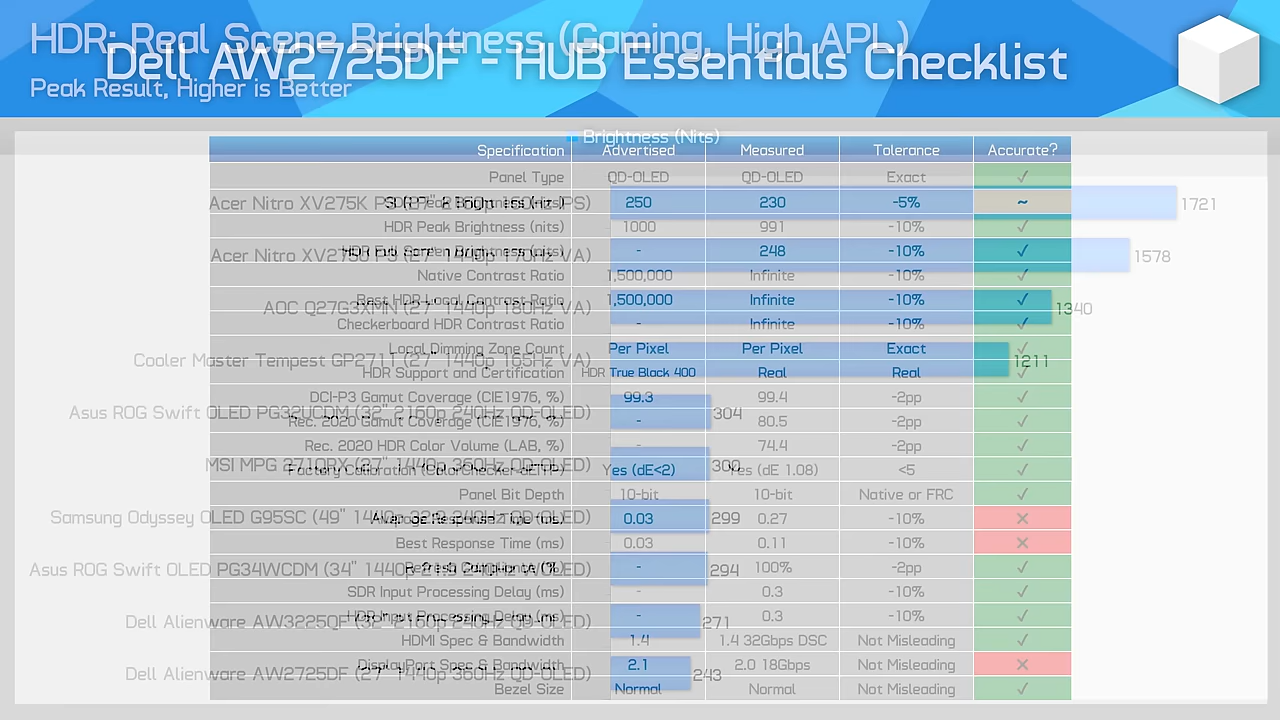 HDR: Real Scene Brightness (Gaming, High APL)
Dell AW2725DF - HUB Essentials Checklist
Peak Result, Higher is Better
Brightness (Nits)
Specification Advertised Measured Tolerance Accurate?
Panel Type QD-OLED QD-OLED Exact ✓
Acer Nitro XV275K 1721
250 230 -5% ~
HDR Peak Brightness (nits) 1000 991 -10% ✓
HDR Full Screen Brightness (nits) - 248 -10% ✓
Acer Nitro 1578
Native Contrast Ratio 1,500,000 Infinite -10% ✓
Best HDR Local Contrast Ratio 1,500,000 Infinite -10% ✓
AOC Q27G3XMN (27" 1440p 180Hz VA) 1340
Checkerboard HDR Contrast Ratio - Infinite -10% ✓
Local Dimming Zone Count Per Pixel Per Pixel Exact ✓
Cooler Master Tempest GP2711 (27" 1440p 165Hz VA) 1211
HDR Support and Certification HDR True Black 400 Real Real ✓
DCI-P3 Gamut Coverage (CIE1976, %) 99.3 99.4 -2pp ✓
Asus ROG Swift OLED PG32UCDM (32" 2160p 240Hz QD-OLED) 304
Rec. 2020 Gamut Coverage (CIE1976, %) - 80.5 -2pp ✓
Rec. 2020 HDR Color Volume (LAB, %) - 74.4 -2pp ✓
MSI MPG 271QRX (27" 1440p 360Hz QD-OLED) 300
Factory Calibration (ColorChecker dEITP) Yes (dE<2) Yes (dE 1.08) <5 ✓
Panel Bit Depth 10-bit 10-bit Native or FRC ✓
Samsung Odyssey OLED G95SC (49" 1440p 32:9 240Hz QD-OLED) 299
Average Response Time (ms) 0.03 0.27 -10% ✕
Best Response Time (ms) 0.03 0.11 -10% ✕
Asus ROG Swift OLED PG34WCDM (34" 1440p 21:9 240Hz WOLED) 294
Refresh Compliance (%) - 100% -2pp ✓
SDR Input Processing Delay (ms) - 0.3 -10% ✓
HDR Input Processing Delay (ms) - 0.3 -10% ✓
Dell Alienware AW3225QF (32" 2160p 240Hz QD-OLED) 271
HDMI Spec & Bandwidth 1.4 1.4 32Gbps DSC Not Misleading ✓
DisplayPort Spec & Bandwidth 2.1 2.0 18Gbps Not Misleading ✕
Dell Alienware AW2725DF (27" 1440p 360Hz QD-OLED) 243
Bezel Size Normal Normal Not Misleading ✓